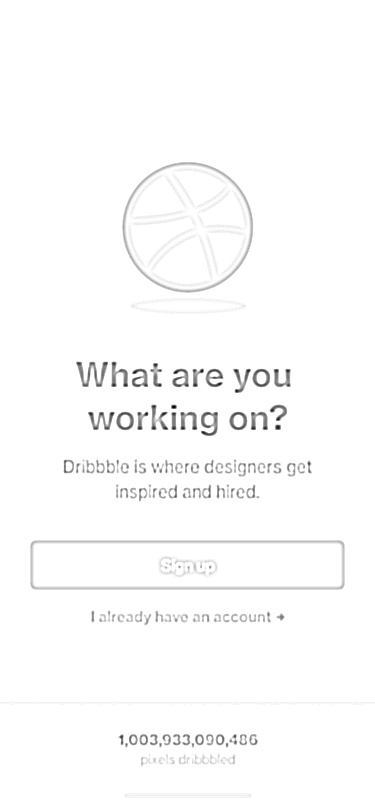 What are you
working on?
Dribbble is where designers get
inspired and hired.
Sign up
I already have an account →
1,003,933,090,486
pixels dribbbled